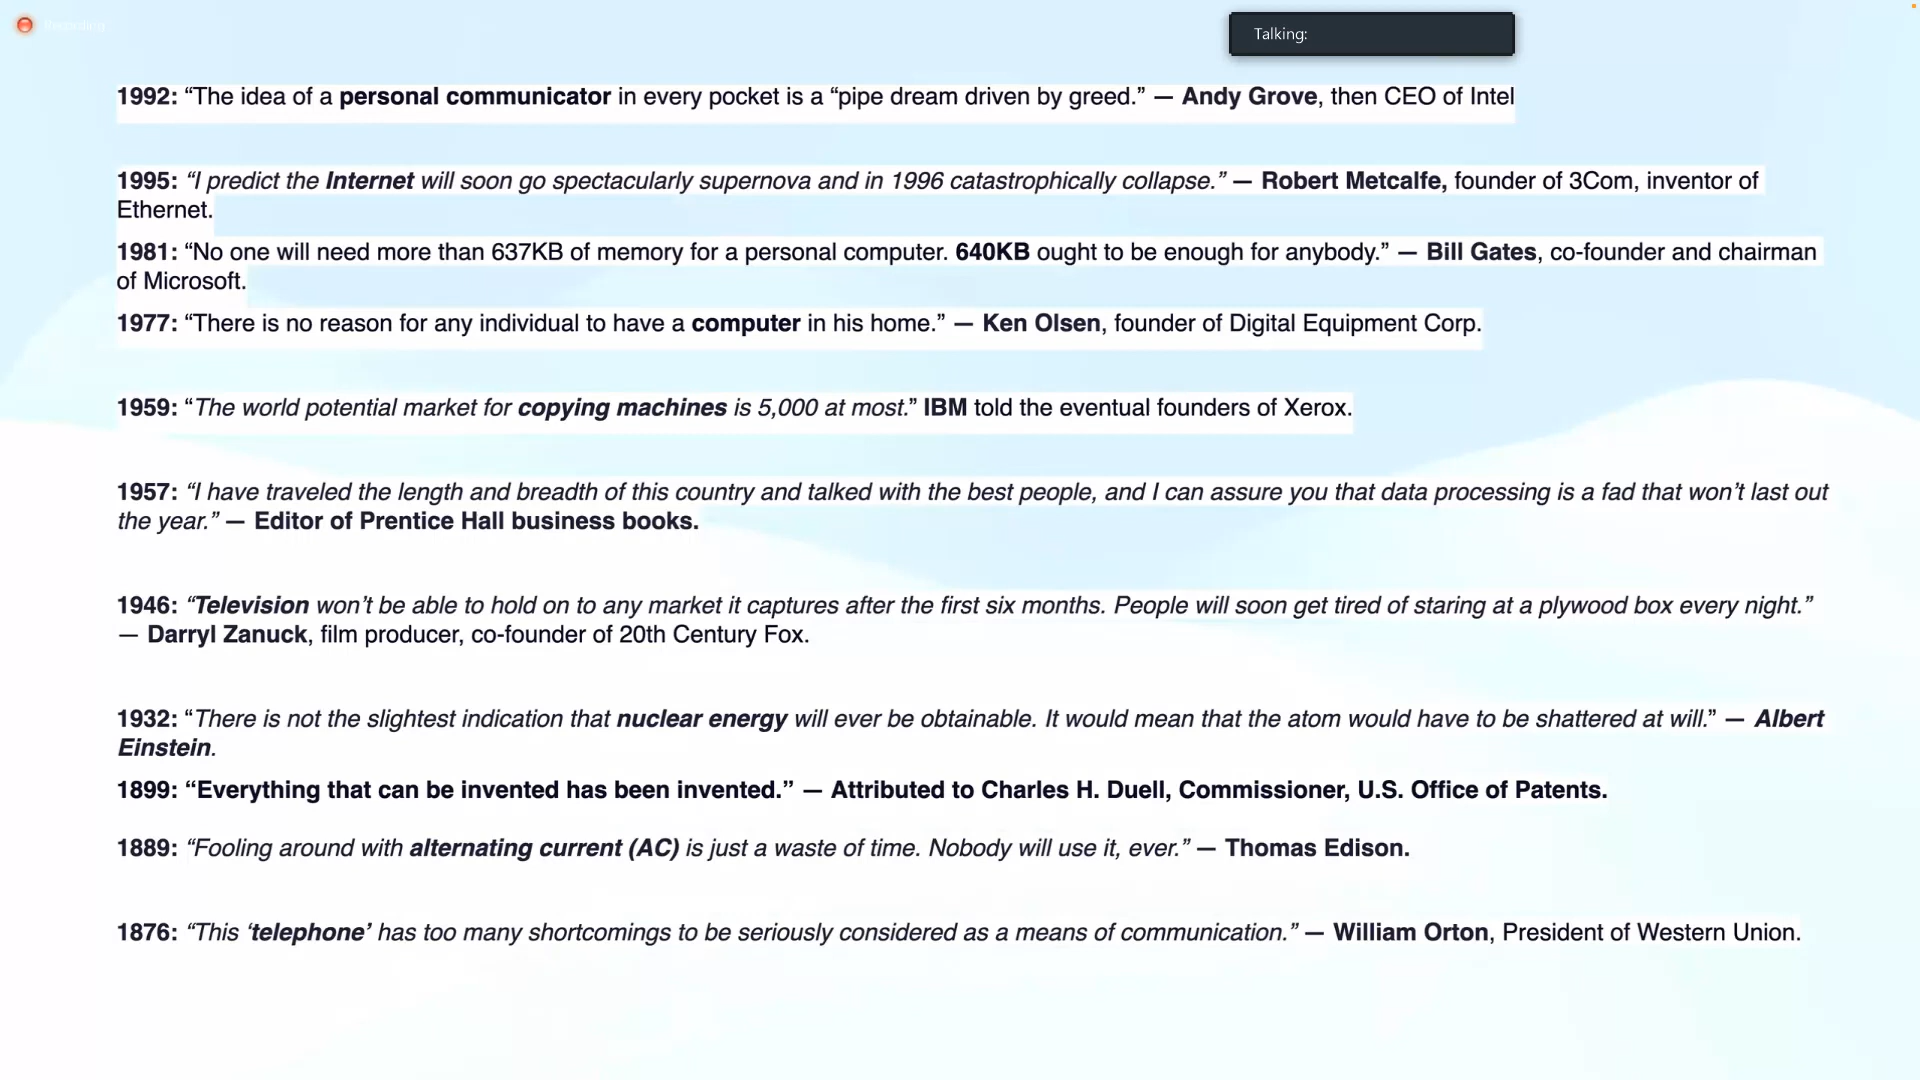 Recording
Talking:
1992: “The idea of a personal communicator in every pocket is a “pipe dream driven by greed.” — Andy Grove, then CEO of Intel
1995: “I predict the Internet will soon go spectacularly supernova and in 1996 catastrophically collapse.” — Robert Metcalfe, founder of 3Com, inventor of
Ethernet.
1981: “No one will need more than 637KB of memory for a personal computer. 640KB ought to be enough for anybody.” — Bill Gates, co-founder and chairman
of Microsoft.
1977: “There is no reason for any individual to have a computer in his home.” — Ken Olsen, founder of Digital Equipment Corp.
1959: “The world potential market for copying machines is 5,000 at most.” IBM told the eventual founders of Xerox.
1957: “I have traveled the length and breadth of this country and talked with the best people, and I can assure you that data processing is a fad that won’t last out
the year.” — Editor of Prentice Hall business books.
1946: “Television won’t be able to hold on to any market it captures after the first six months. People will soon get tired of staring at a plywood box every night.”
— Darryl Zanuck, film producer, co-founder of 20th Century Fox.
1932: “There is not the slightest indication that nuclear energy will ever be obtainable. It would mean that the atom would have to be shattered at will.” — Albert
Einstein.
1899: “Everything that can be invented has been invented.” — Attributed to Charles H. Duell, Commissioner, U.S. Office of Patents.
1889: “Fooling around with alternating current (AC) is just a waste of time. Nobody will use it, ever.” — Thomas Edison.
1876: “This ‘telephone’ has too many shortcomings to be seriously considered as a means of communication.” — William Orton, President of Western Union.